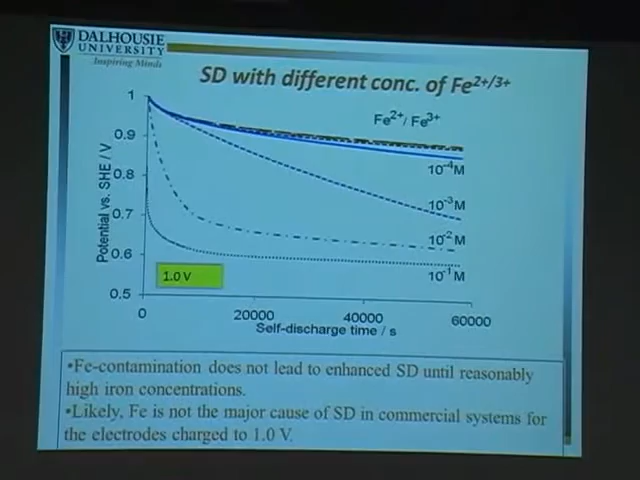 DALHOUSIE
UNIVERSITY
Inspiring Minds
SD with different conc. of Fe2+/3+
Fe2+/ Fe3+
1
0.9
0.8
0.7
0.6
0.5
Potential vs. SHE / V
10-4M
10-3M
10-2M
10-1M
1.0 V
0
20000
40000
60000
Self-discharge time / s
•Fe-contamination does not lead to enhanced SD until reasonably
high iron concentrations.
•Likely, Fe is not the major cause of SD in commercial systems for
the electrodes charged to 1.0 V.